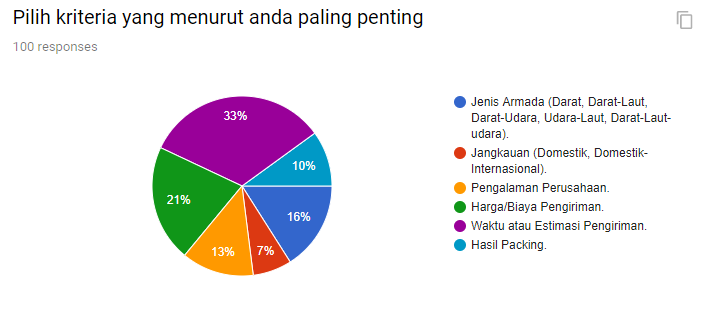 Pilih kriteria yang menurut anda paling penting
100 responses
33%
10%
21%
16%
13%
7%
Jenis Armada (Darat, Darat-Laut,
Darat-Udara, Udara-Laut, Darat-Laut-
udara).
Jangkauan (Domestik, Domestik-
Internasional).
Pengalaman Perusahaan.
Harga/Biaya Pengiriman.
Waktu atau Estimasi Pengiriman.
Hasil Packing.